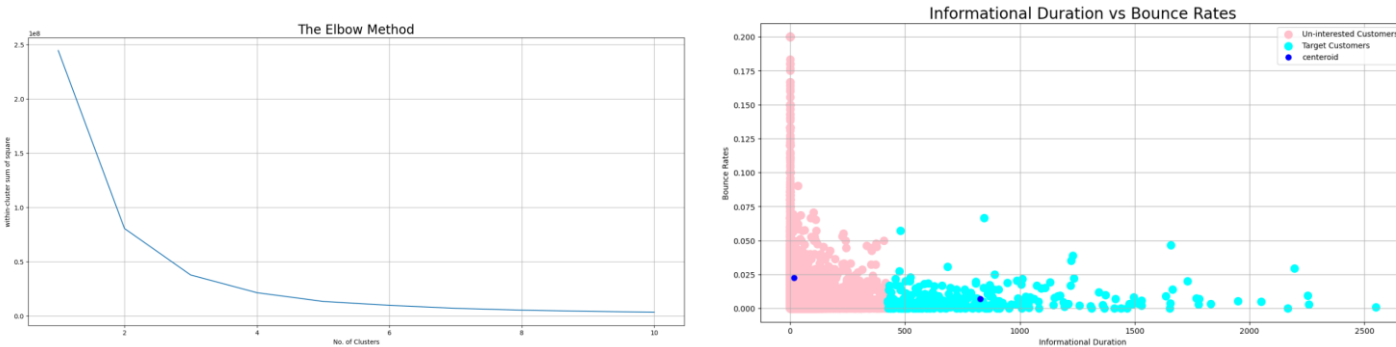 The Elbow Method
1e8
2.5
2.0
1.5
1.0
0.5
0.0
within-cluster sum of square
2
4
6
8
10
No. of Clusters
Informational Duration vs Bounce Rates
Un-interested Customers
Target Customers
centeroid
0.200
0.175
0.150
0.125
0.100
0.075
0.050
0.025
0.000
Bounce Rates
0
500
1000
1500
2000
2500
Informational Duration